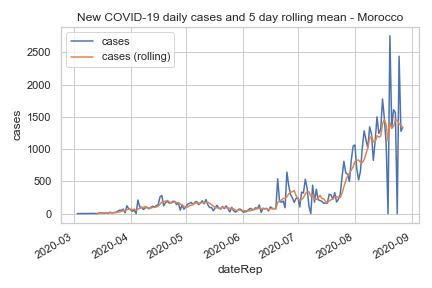 New COVID-19 daily cases and 5 day rolling mean - Morocco
cases
cases (rolling)
2500
2000
1500
1000
500
0
cases
2020-03
2020-04
2020-05
2020-06
2020-07
2020-08
2020-09
dateRep